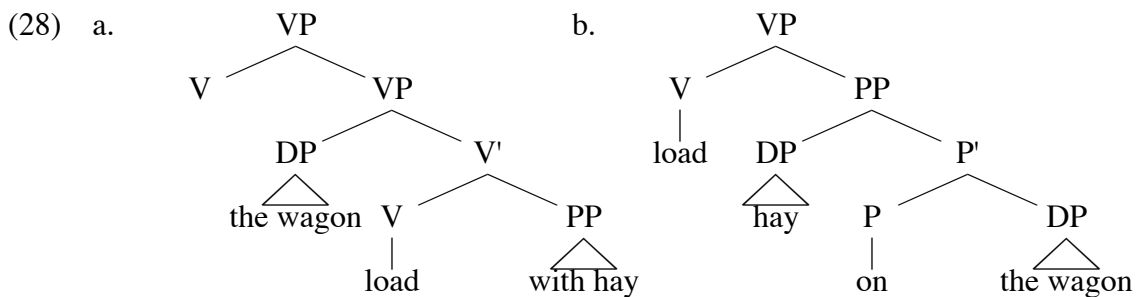 (28) a. VP b. VP
V VP V PP
DP V' load DP P'
the wagon V PP hay P DP
load with hay on the wagon